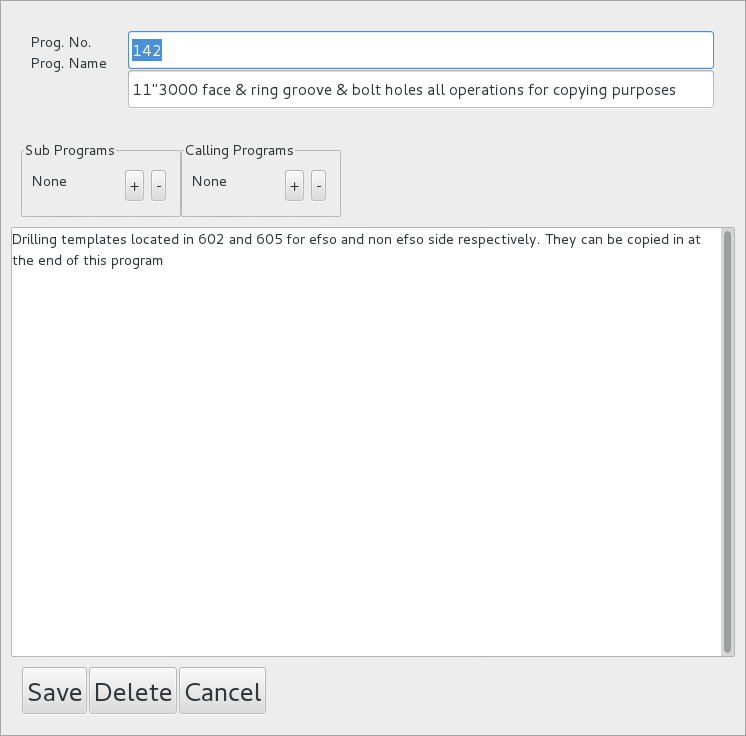 Prog. No.
142
Prog. Name
11"3000 face & ring groove & bolt holes all operations for copying purposes
Sub Programs
Calling Programs
None
+
-
None
+
-
Drilling templates located in 602 and 605 for efso and non efso side respectively. They can be copied in at
the end of this program
Save
Delete
Cancel